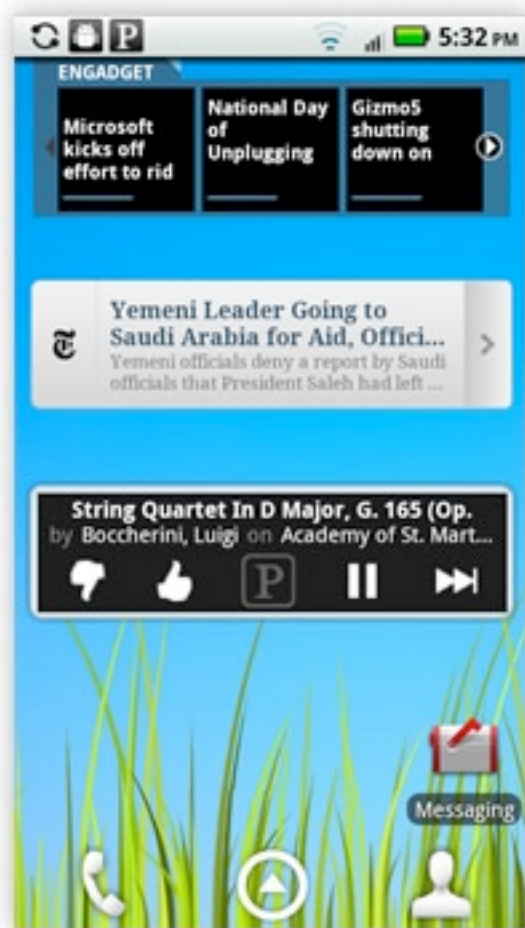 P 5:32 PM
ENGADGET
Microsoft
kicks off
effort to rid
National Day
of
Unplugging
Gizmo5
shutting
down on
T
Yemeni Leader Going to
Saudi Arabia for Aid, Offici...
Yemeni officials deny a report by Saudi
officials that President Saleh had left ...
String Quartet In D Major, G. 165 (Op.
by Boccherini, Luigi on Academy of St. Mart...
P
Messaging